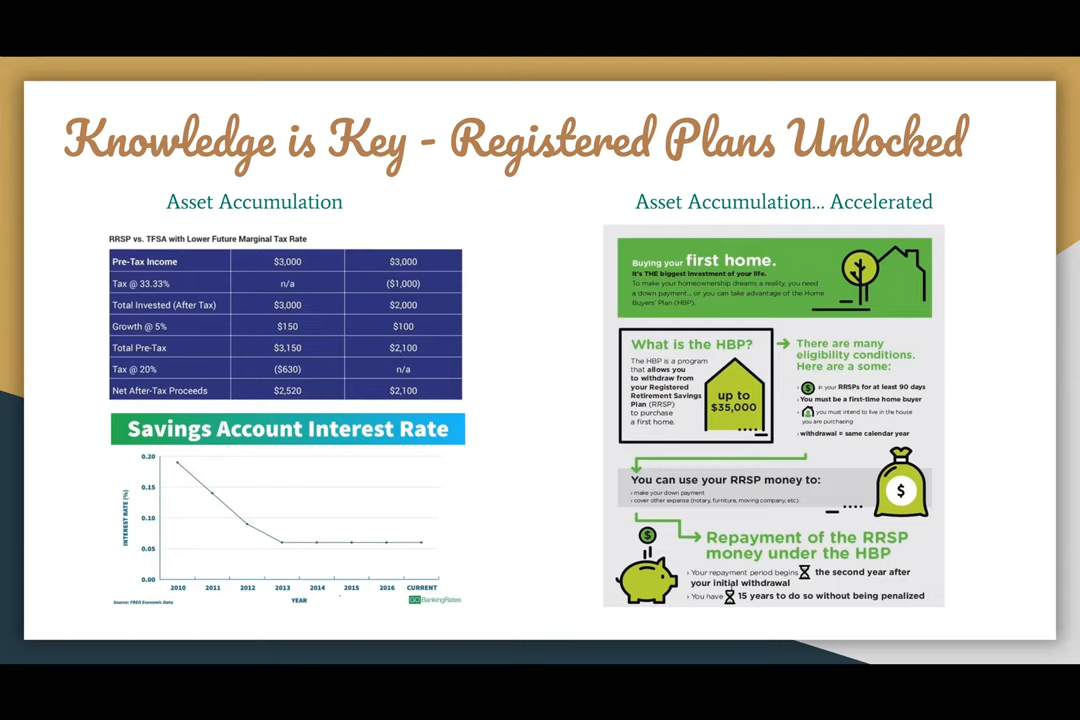 Knowledge is Key - Registered Plans Unlocked
Asset Accumulation
RRSP vs. TFSA with Lower Future Marginal Tax Rate
Pre-Tax Income $3,000 $3,000
Tax @ 33.33% n/a ($1,000)
Total Invested (After Tax) $3,000 $2,000
Growth @ 5% $150 $100
Total Pre-Tax $3,150 $2,100
Tax @ 20% ($630) n/a
Net After-Tax Proceeds $2,520 $2,100
Savings Account Interest Rate
INTEREST RATE (%)
0.20
0.15
0.10
0.05
0.00
2010 2011 2012 2013 2014 2015 2016 CURRENT
YEAR
Source: FRED Economic Data
GOBankingRates
Asset Accumulation... Accelerated
Buying your first home.
It's THE biggest investment of your life.
To make your homeownership dreams a reality, you need
a down payment... or you can take advantage of the Home
Buyers' Plan (HBP).
What is the HBP?
The HBP is a program
that allows you
to withdraw from
your Registered
Retirement Savings
Plan (RRSP)
to purchase
a first home.
up to
$35,000
There are many
eligibility conditions.
Here are a some:
$ in your RRSPs for at least 90 days
You must be a first-time home buyer
you must intend to live in the house
you are purchasing
withdrawal = same calendar year
You can use your RRSP money to:
make your down payment
cover other expense (notary, furniture, moving company, etc)
$
$
Repayment of the RRSP
money under the HBP
Your repayment period begins the second year after
your initial withdrawal
You have 15 years to do so without being penalized